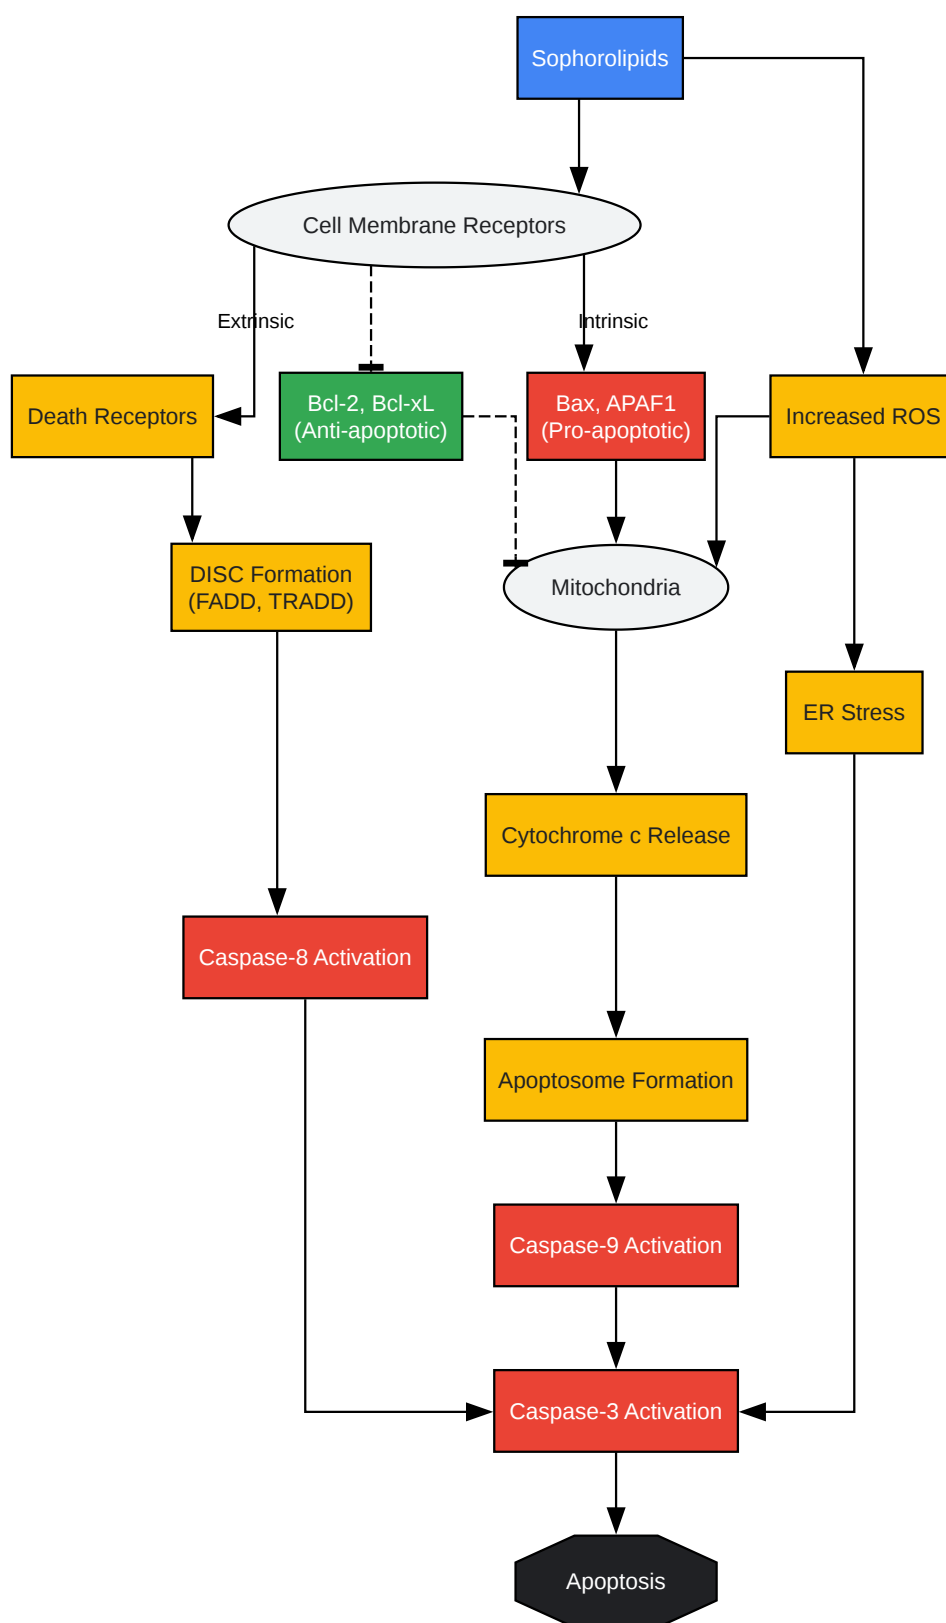 Sophorolipids
Cell Membrane Receptors
Extrinsic
Intrinsic
Death Receptors
Bcl-2, Bcl-xL
(Anti-apoptotic)
Bax, APAF1
(Pro-apoptotic)
Increased ROS
DISC Formation
(FADD, TRADD)
Mitochondria
ER Stress
Cytochrome c Release
Caspase-8 Activation
Apoptosome Formation
Caspase-9 Activation
Caspase-3 Activation
Apoptosis